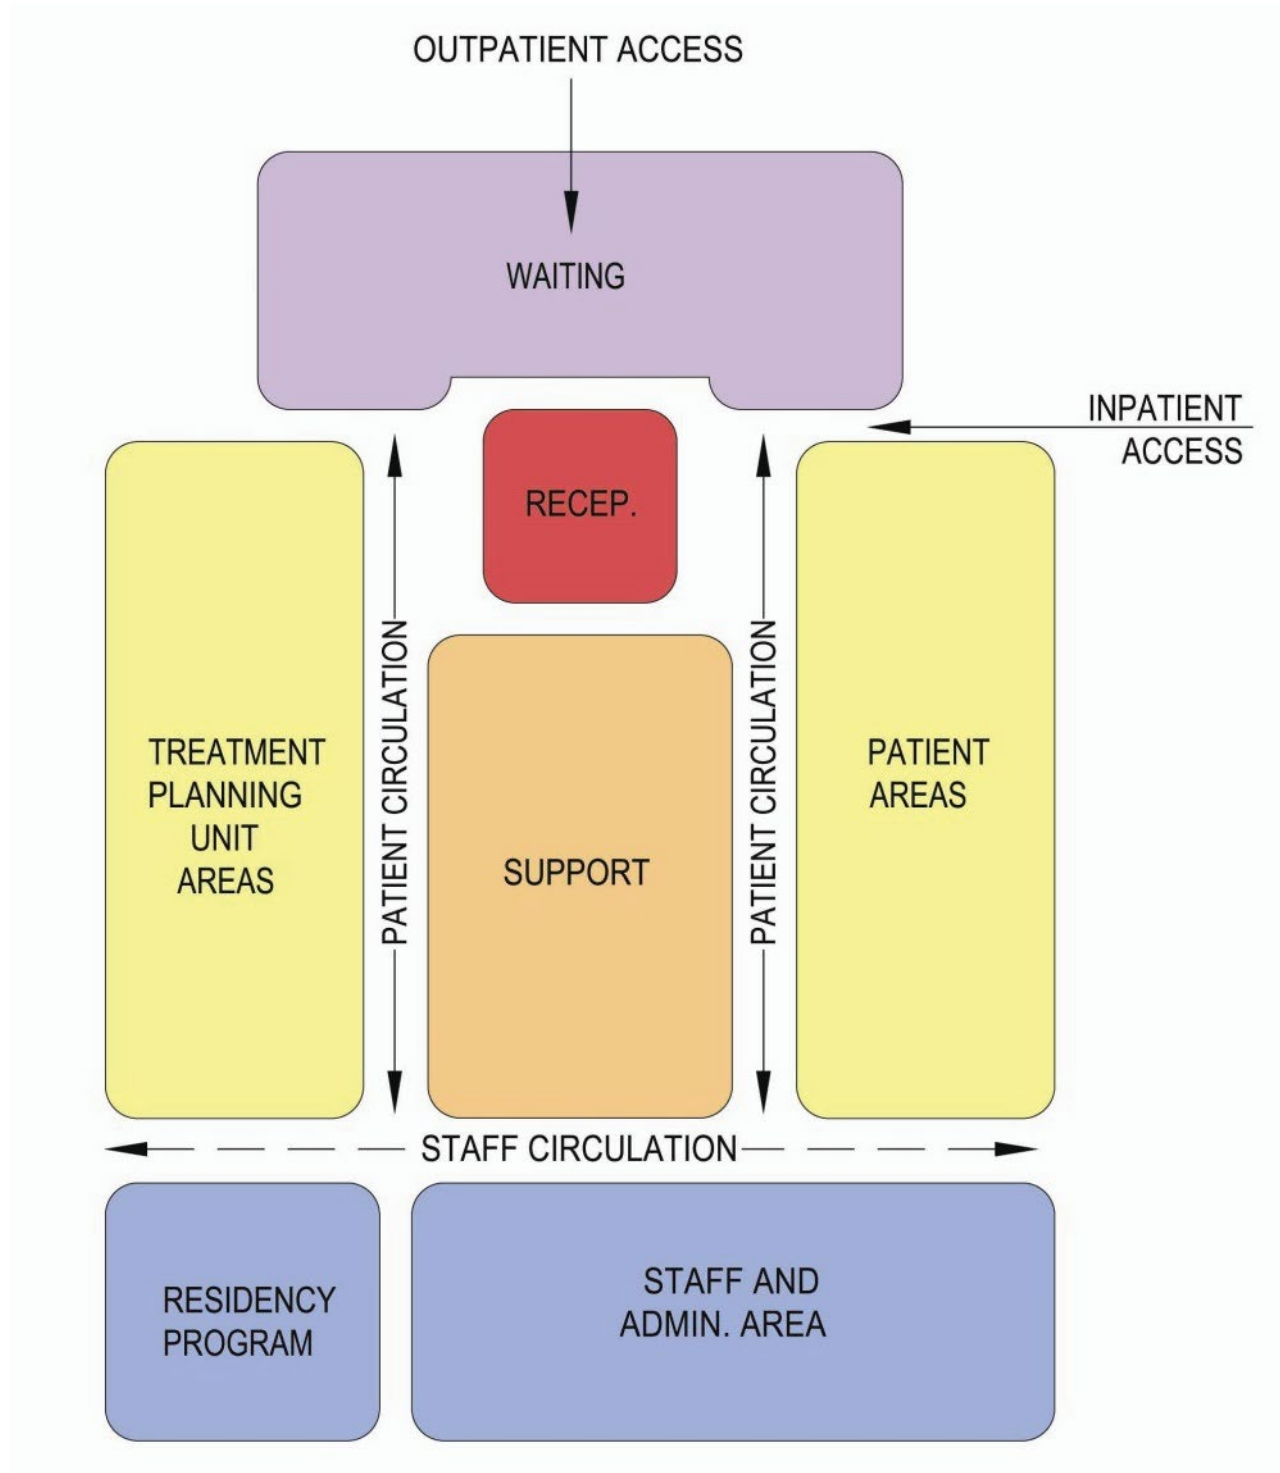 OUTPATIENT ACCESS
WAITING
INPATIENT
ACCESS
RECEP.
TREATMENT
PLANNING
UNIT
AREAS
PATIENT CIRCULATION
SUPPORT
PATIENT CIRCULATION
PATIENT
AREAS
STAFF CIRCULATION
RESIDENCY
PROGRAM
STAFF AND
ADMIN. AREA